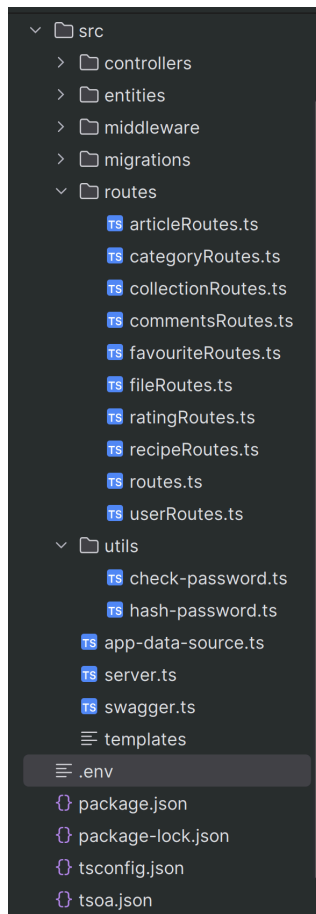 src
controllers
entities
middleware
migrations
routes
TS articleRoutes.ts
TS categoryRoutes.ts
TS collectionRoutes.ts
TS commentsRoutes.ts
TS favouriteRoutes.ts
TS fileRoutes.ts
TS ratingRoutes.ts
TS recipeRoutes.ts
TS routes.ts
TS userRoutes.ts
utils
TS check-password.ts
TS hash-password.ts
TS app-data-source.ts
TS server.ts
TS swagger.ts
templates
.env
{} package.json
{} package-lock.json
{} tsconfig.json
{} tsoa.json